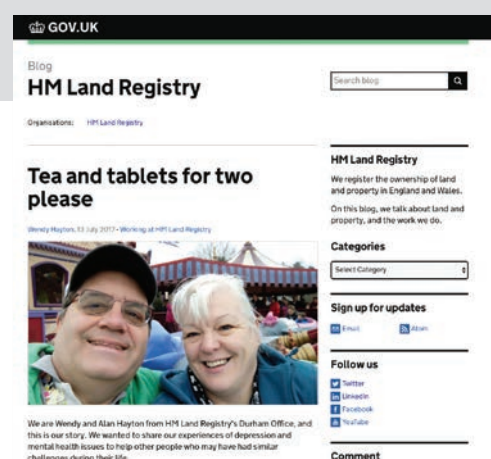 GOV.UK
Blog
HM Land Registry
Search blog
Organisations: HM Land Registry
Tea and tablets for two
please
Wendy Hayton, 13 July 2017 - Working at HM Land Registry
We are Wendy and Alan Hayton from HM Land Registry's Durham Office, and
this is our story. We wanted to share our experiences of depression and
mental health issues to help other people who may have had similar
challenges during their life.
HM Land Registry
We register the ownership of land
and property in England and Wales.
On this blog, we talk about land and
property, and the work we do.
Categories
Select Category
Sign up for updates
Email
Atom
Follow us
Twitter
LinkedIn
Facebook
YouTube
Comment